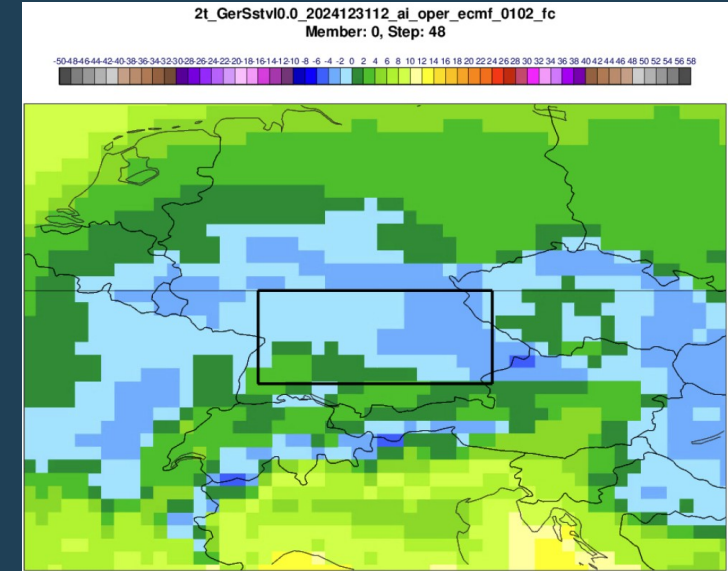 2t_GerSstvl0.0_2024123112_ai_oper_ecmf_0102_fc
Member: 0, Step: 48
-50-48-46-44-42-40-38-36-34-32-30-28-26-24-22-20-18-16-14-12-10 -8 -6 -4 -2 0 2 4 6 8 10 12 14 16 18 20 22 24 26 28 30 32 34 36 38 40 42 44 46 48 50 52 54 56 58